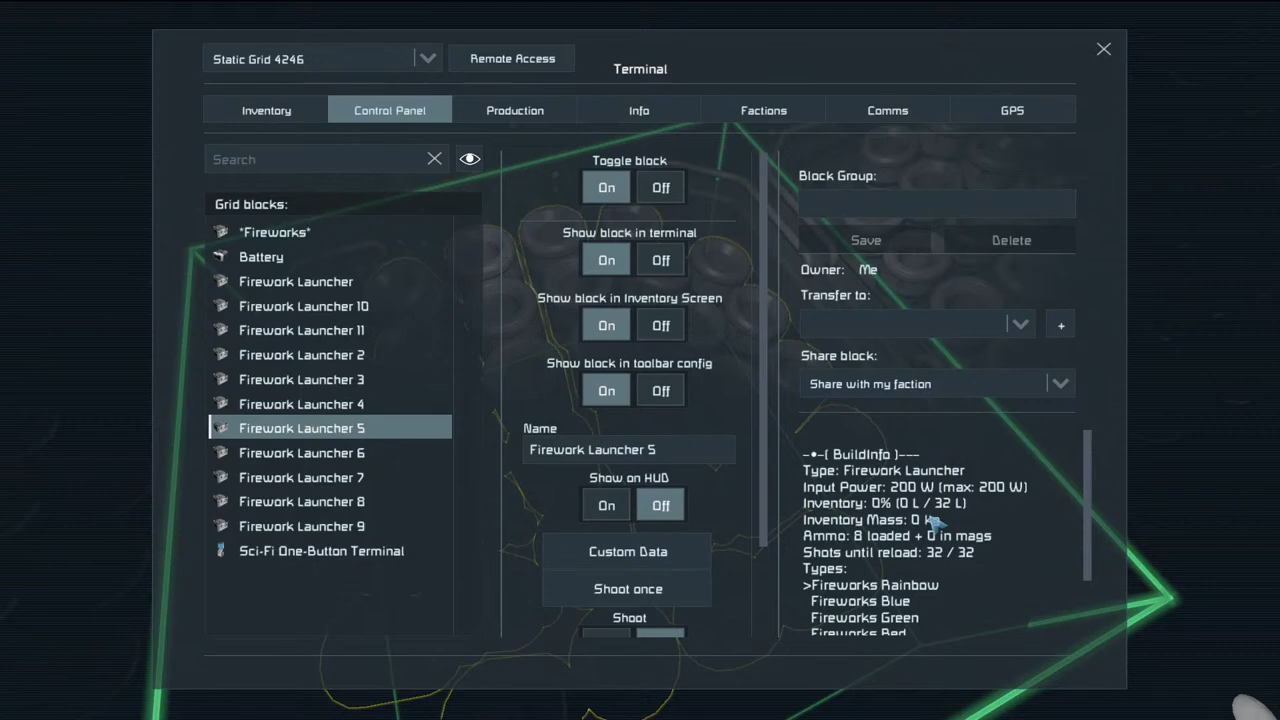 Static Grid 4246
Remote Access
Terminal
Inventory
Control Panel
Production
Info
Factions
Comms
GPS
Search
Grid blocks:
*Fireworks*
Battery
Firework Launcher
Firework Launcher 10
Firework Launcher 11
Firework Launcher 2
Firework Launcher 3
Firework Launcher 4
Firework Launcher 5
Firework Launcher 6
Firework Launcher 7
Firework Launcher 8
Firework Launcher 9
Sci-Fi One-Button Terminal
Toggle block
On Off
Show block in terminal
On Off
Show block in Inventory Screen
On Off
Show block in toolbar config
On Off
Name
Firework Launcher 5
Show on HUD
On Off
Custom Data
Shoot once
Shoot
Block Group:
Save Delete
Owner: Me
Transfer to:
+
Share block:
Share with my faction
-•-( BuildInfo )---
Type: Firework Launcher
Input Power: 200 W (max: 200 W)
Inventory: 0% (0 L / 32 L)
Inventory Mass: 0
Ammo: 8 loaded + 0 in mags
Shots until reload: 32 / 32
Types:
>Fireworks Rainbow
Fireworks Blue
Fireworks Green
Fireworks Red